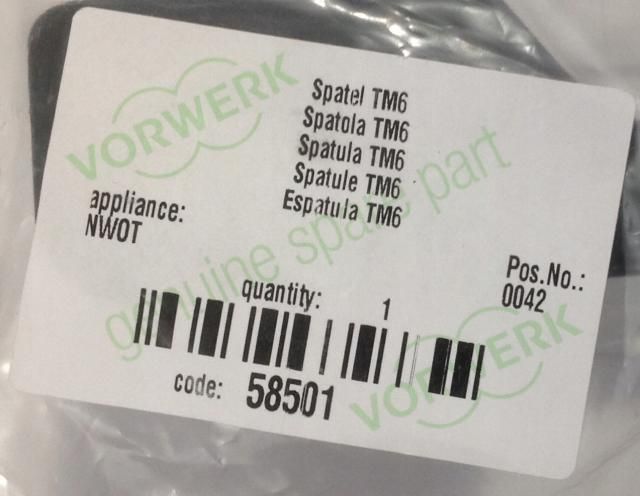 VORWERK
Spatel TM6
Spatola TM6
Spatula TM6
Spatule TM6
Espatula TM6
appliance:
NWOT
genuine spare part
Pos.No.:
0042
quantity: 1
code: 58501
VORWERK